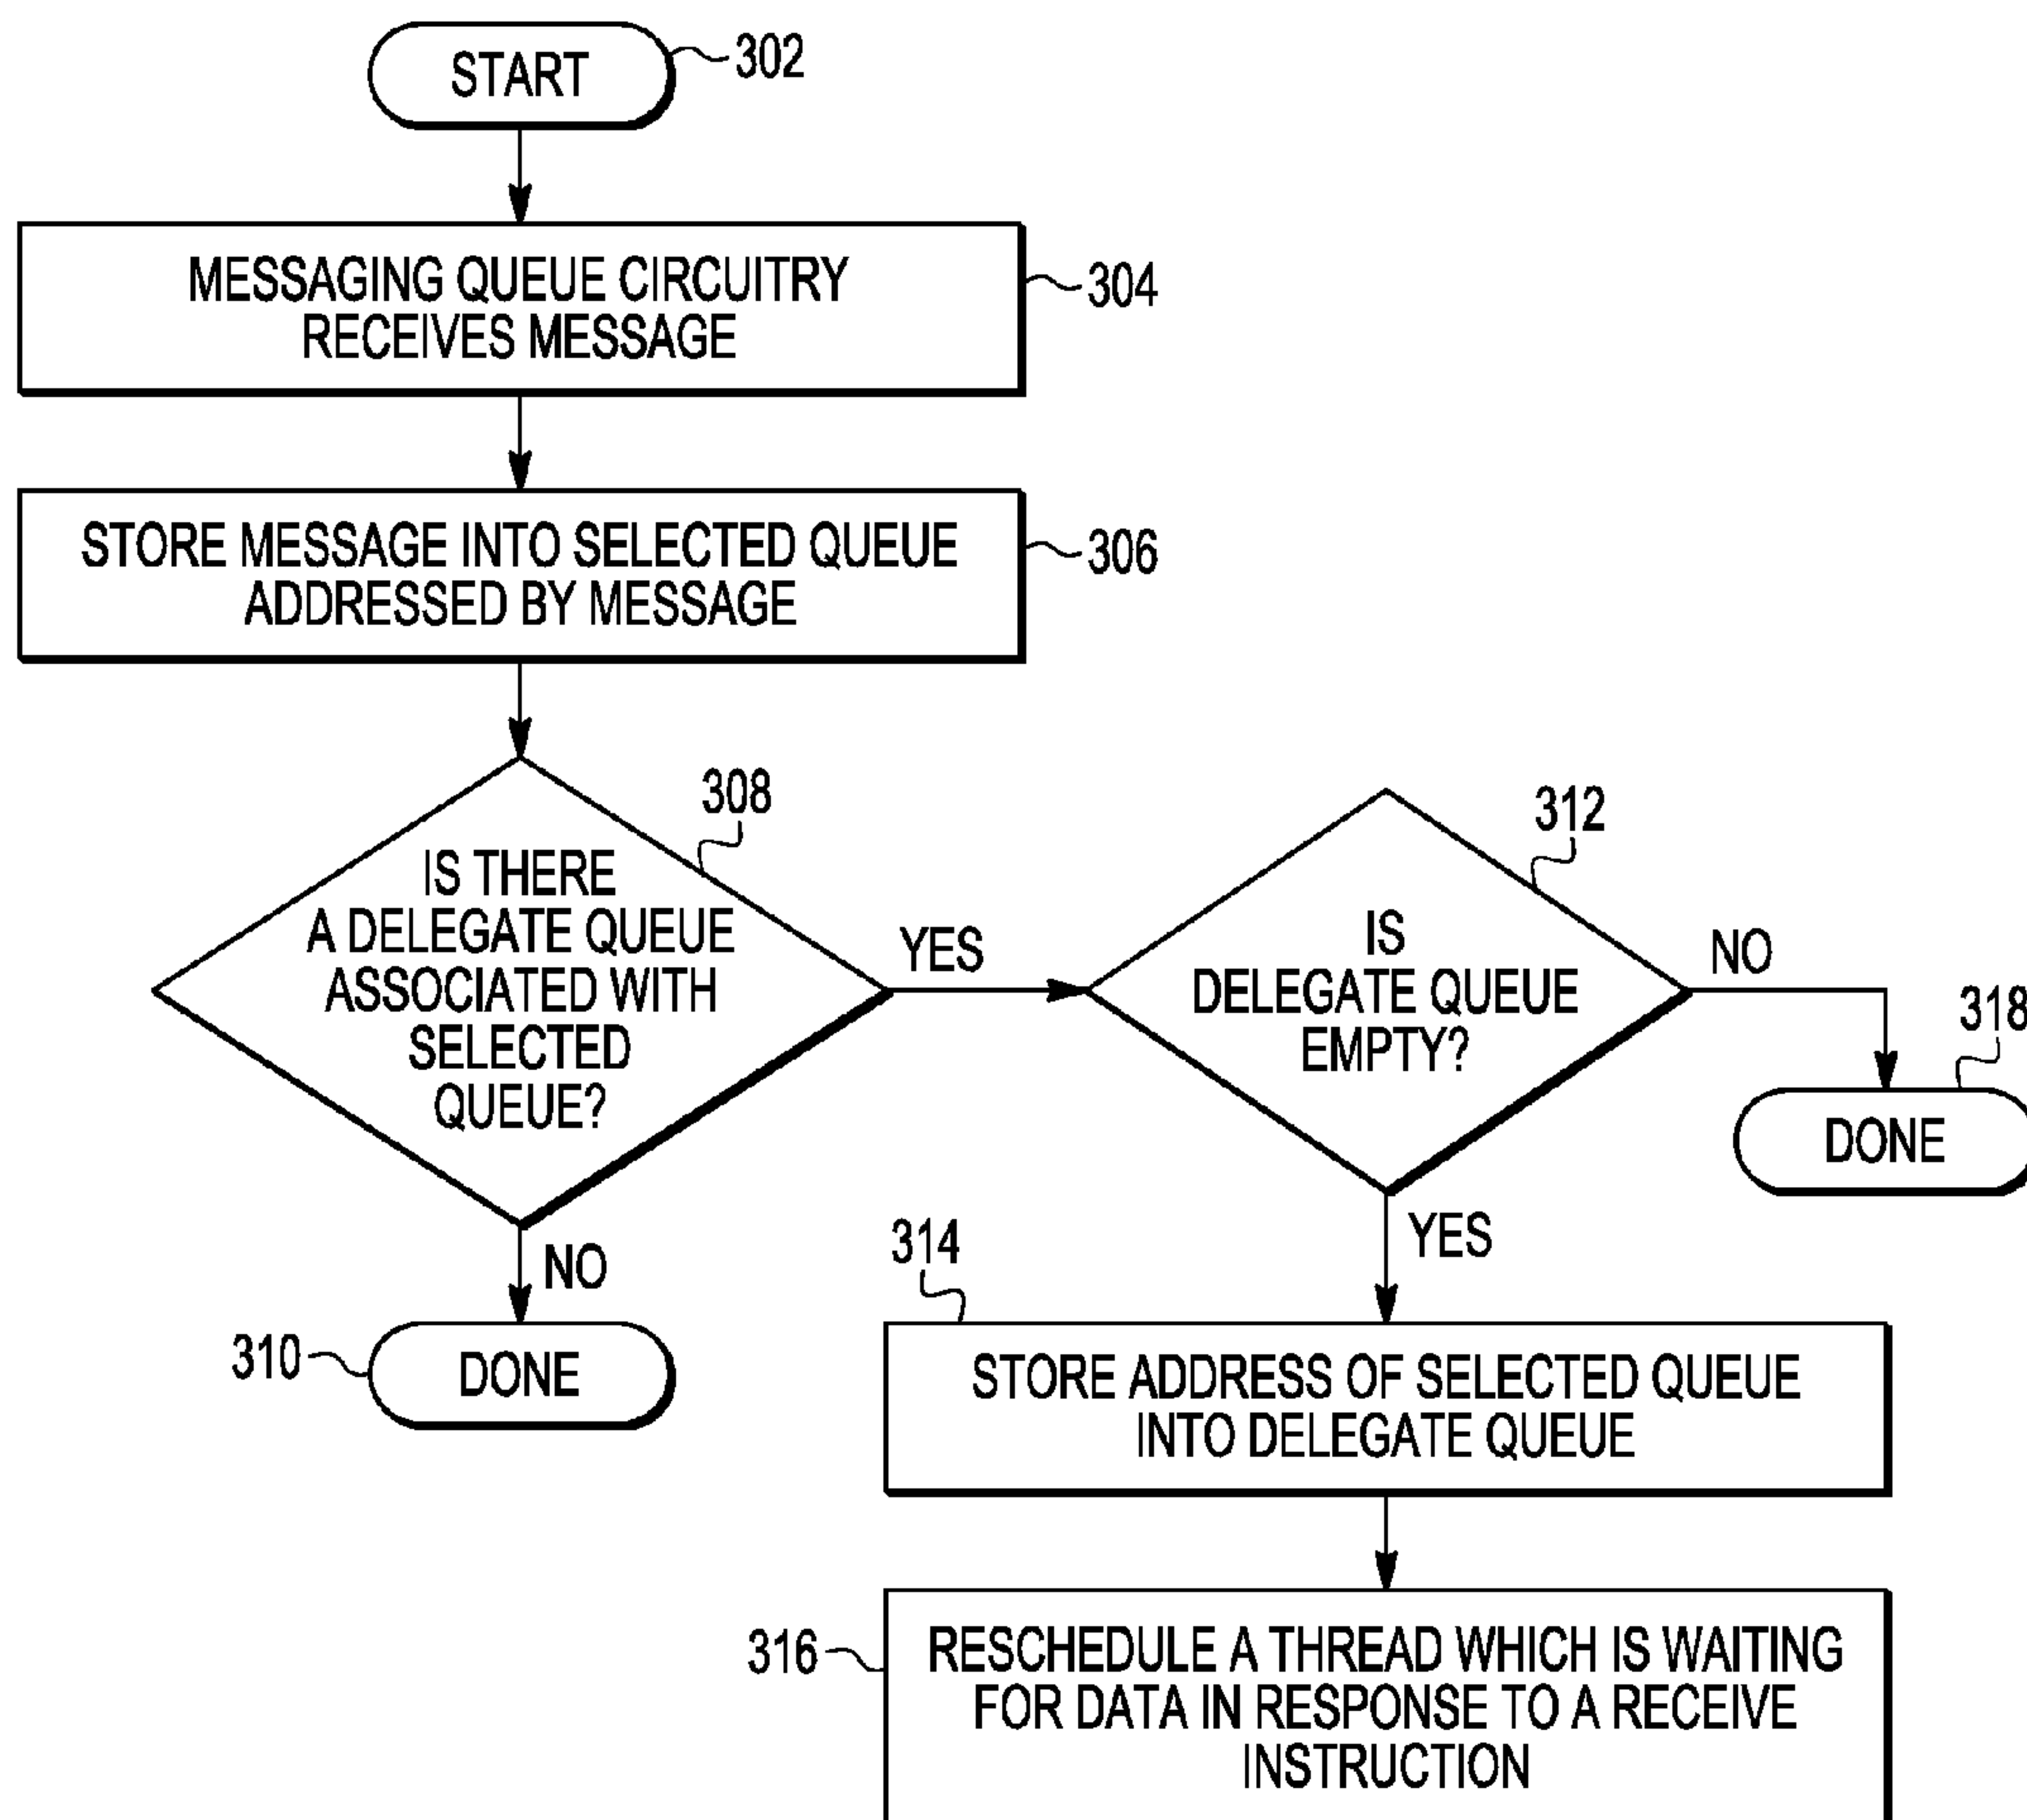 START
302
MESSAGING QUEUE CIRCUITRY
RECEIVES MESSAGE
304
STORE MESSAGE INTO SELECTED QUEUE
ADDRESSED BY MESSAGE
306
308
IS THERE
A DELEGATE QUEUE
ASSOCIATED WITH
SELECTED
QUEUE?
YES
NO
310
DONE
312
IS
DELEGATE QUEUE
EMPTY?
NO
318
DONE
YES
314
STORE ADDRESS OF SELECTED QUEUE
INTO DELEGATE QUEUE
316
RESCHEDULE A THREAD WHICH IS WAITING
FOR DATA IN RESPONSE TO A RECEIVE
INSTRUCTION